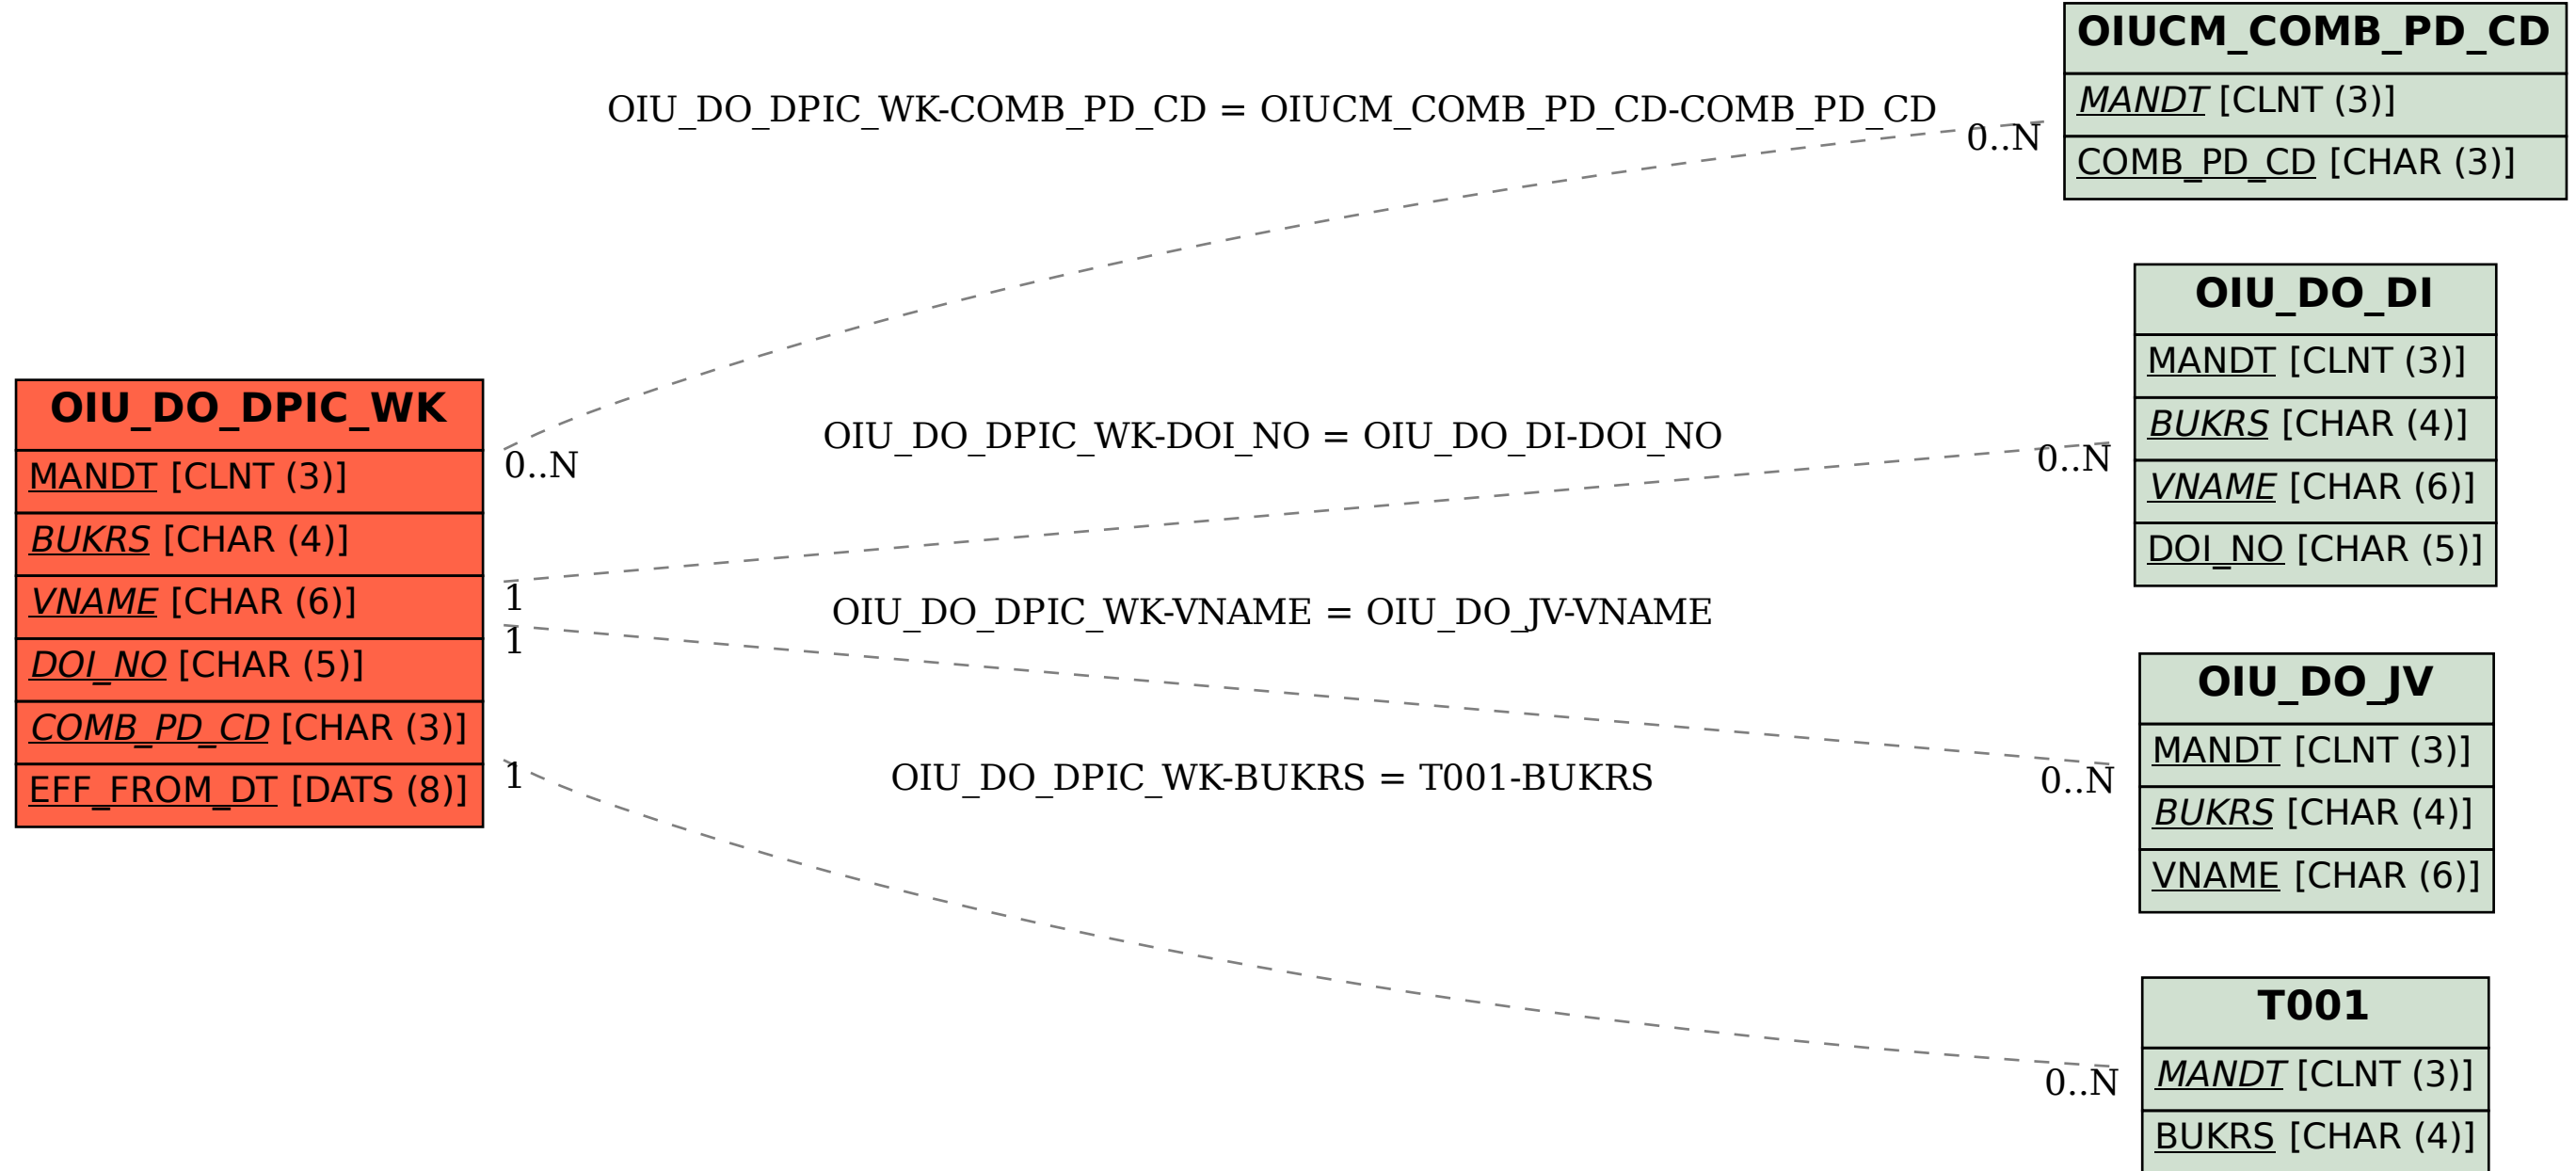 OIUCM_COMB_PD_CD
MANDT [CLNT (3)]
COMB_PD_CD [CHAR (3)]
OIU_DO_DPIC_WK-COMB_PD_CD = OIUCM_COMB_PD_CD-COMB_PD_CD
0..N
0..N
OIU_DO_DI
MANDT [CLNT (3)]
BUKRS [CHAR (4)]
VNAME [CHAR (6)]
DOI_NO [CHAR (5)]
OIU_DO_DPIC_WK-DOI_NO = OIU_DO_DI-DOI_NO
0..N
1
OIU_DO_DPIC_WK
MANDT [CLNT (3)]
BUKRS [CHAR (4)]
VNAME [CHAR (6)]
DOI_NO [CHAR (5)]
COMB_PD_CD [CHAR (3)]
EFF_FROM_DT [DATS (8)]
OIU_DO_DPIC_WK-VNAME = OIU_DO_JV-VNAME
1
0..N
OIU_DO_JV
MANDT [CLNT (3)]
BUKRS [CHAR (4)]
VNAME [CHAR (6)]
OIU_DO_DPIC_WK-BUKRS = T001-BUKRS
1
0..N
T001
MANDT [CLNT (3)]
BUKRS [CHAR (4)]